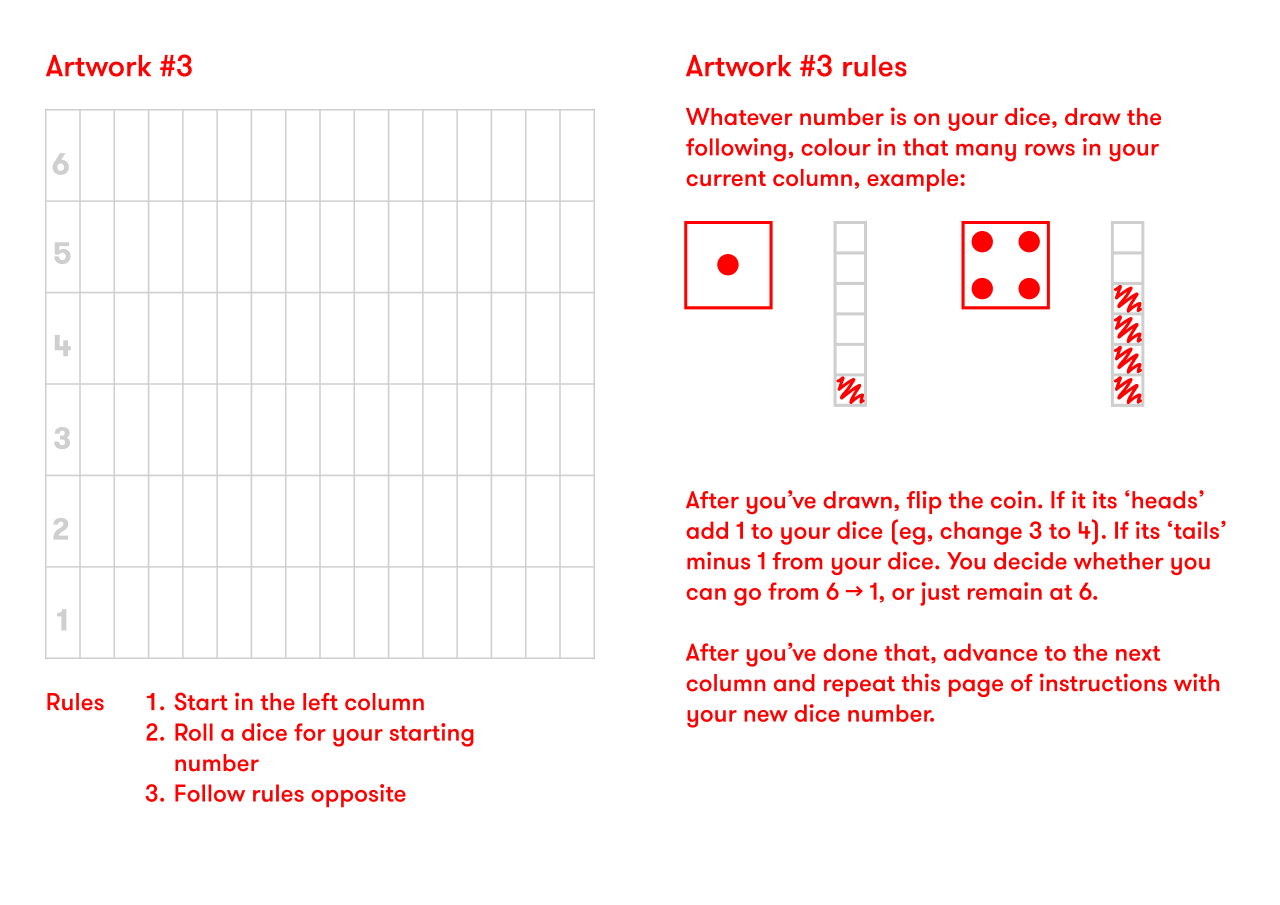 Artwork #3
6
5
4
3
2
1
Rules
1. Start in the left column
2. Roll a dice for your starting
number
3. Follow rules opposite
Artwork #3 rules
Whatever number is on your dice, draw the
following, colour in that many rows in your
current column, example:
After you’ve drawn, flip the coin. If it its ‘heads’
add 1 to your dice (eg, change 3 to 4). If its ‘tails’
minus 1 from your dice. You decide whether you
can go from 6 → 1, or just remain at 6.
After you’ve done that, advance to the next
column and repeat this page of instructions with
your new dice number.